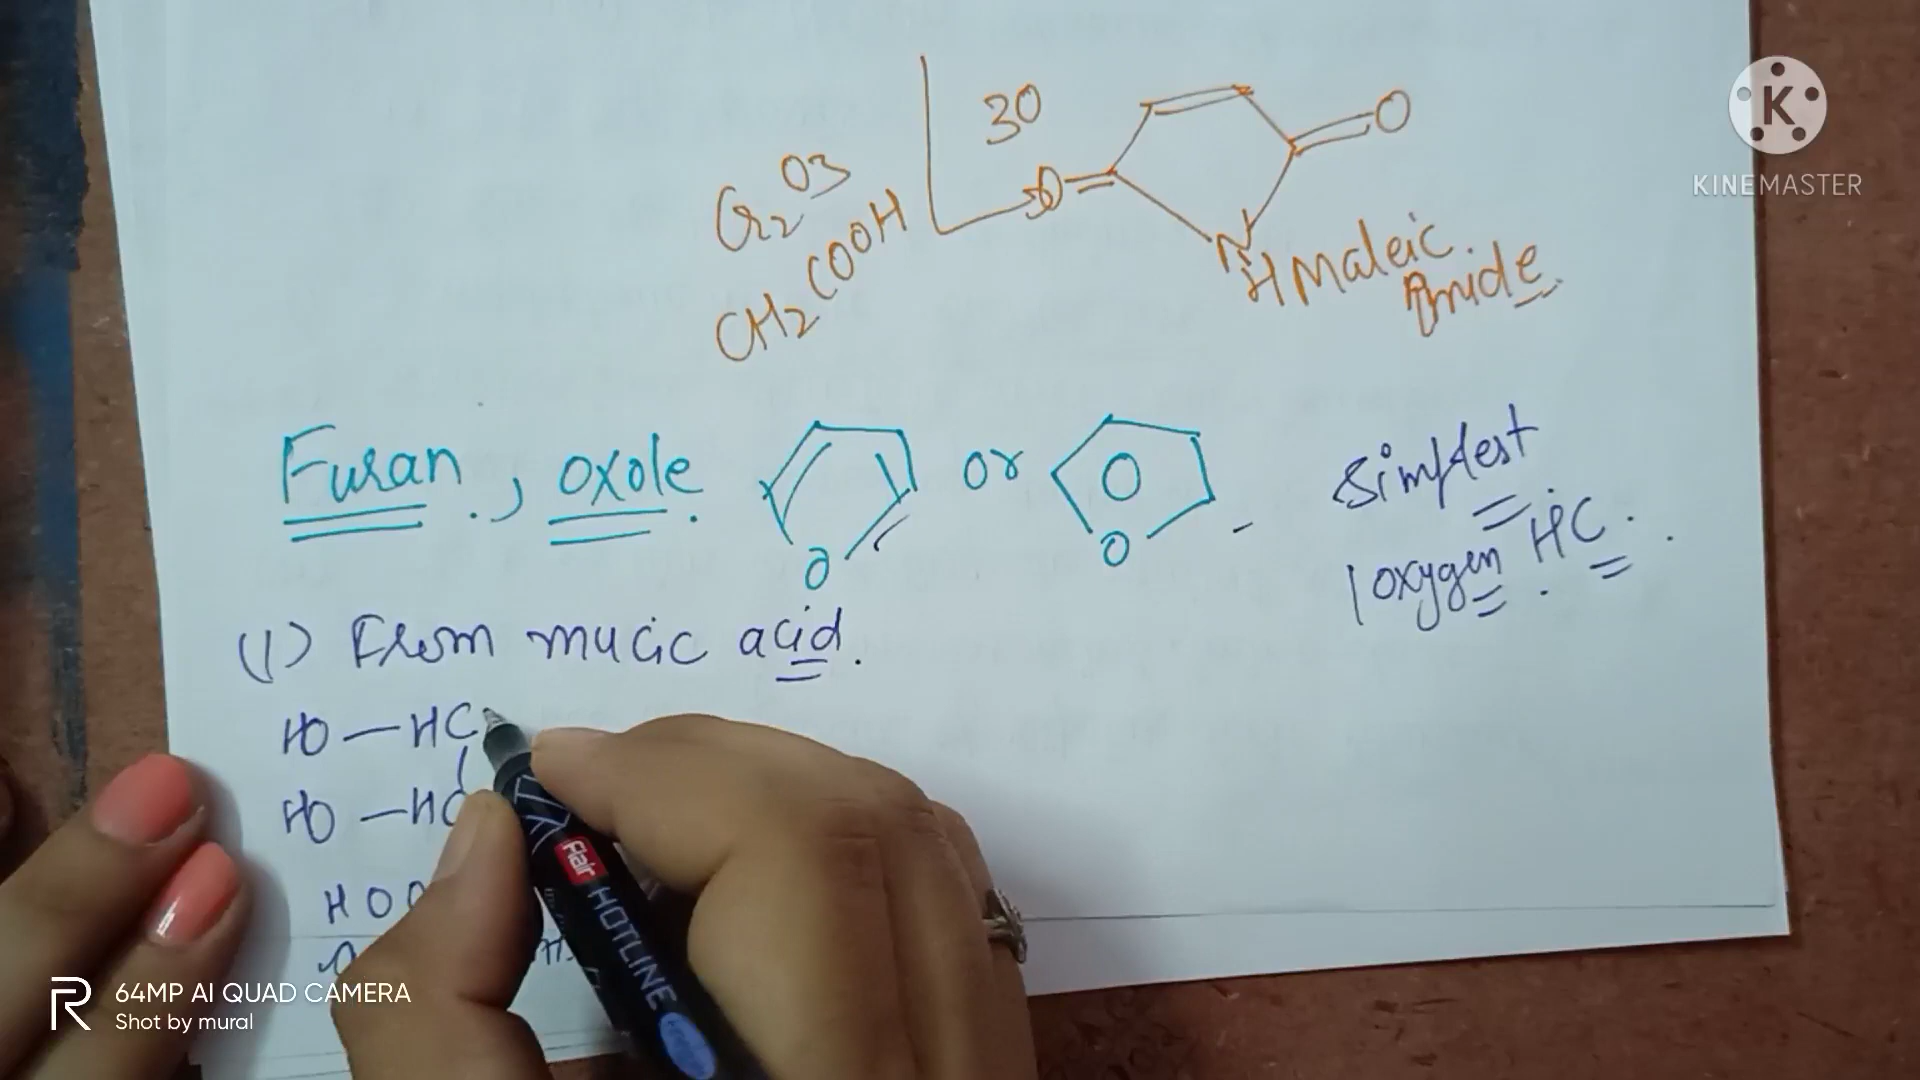 30
O
Cr2O3
O
CH2COOH
N
H Maleic
Amide
Furan, oxole. or
O O
Simplest
1 oxygen HC.
(1) From mucic acid.
HO—HC
HO—HC
HOO
K
KINEMASTER
64MP AI QUAD CAMERA
Shot by mural
Flair
HOTLINE